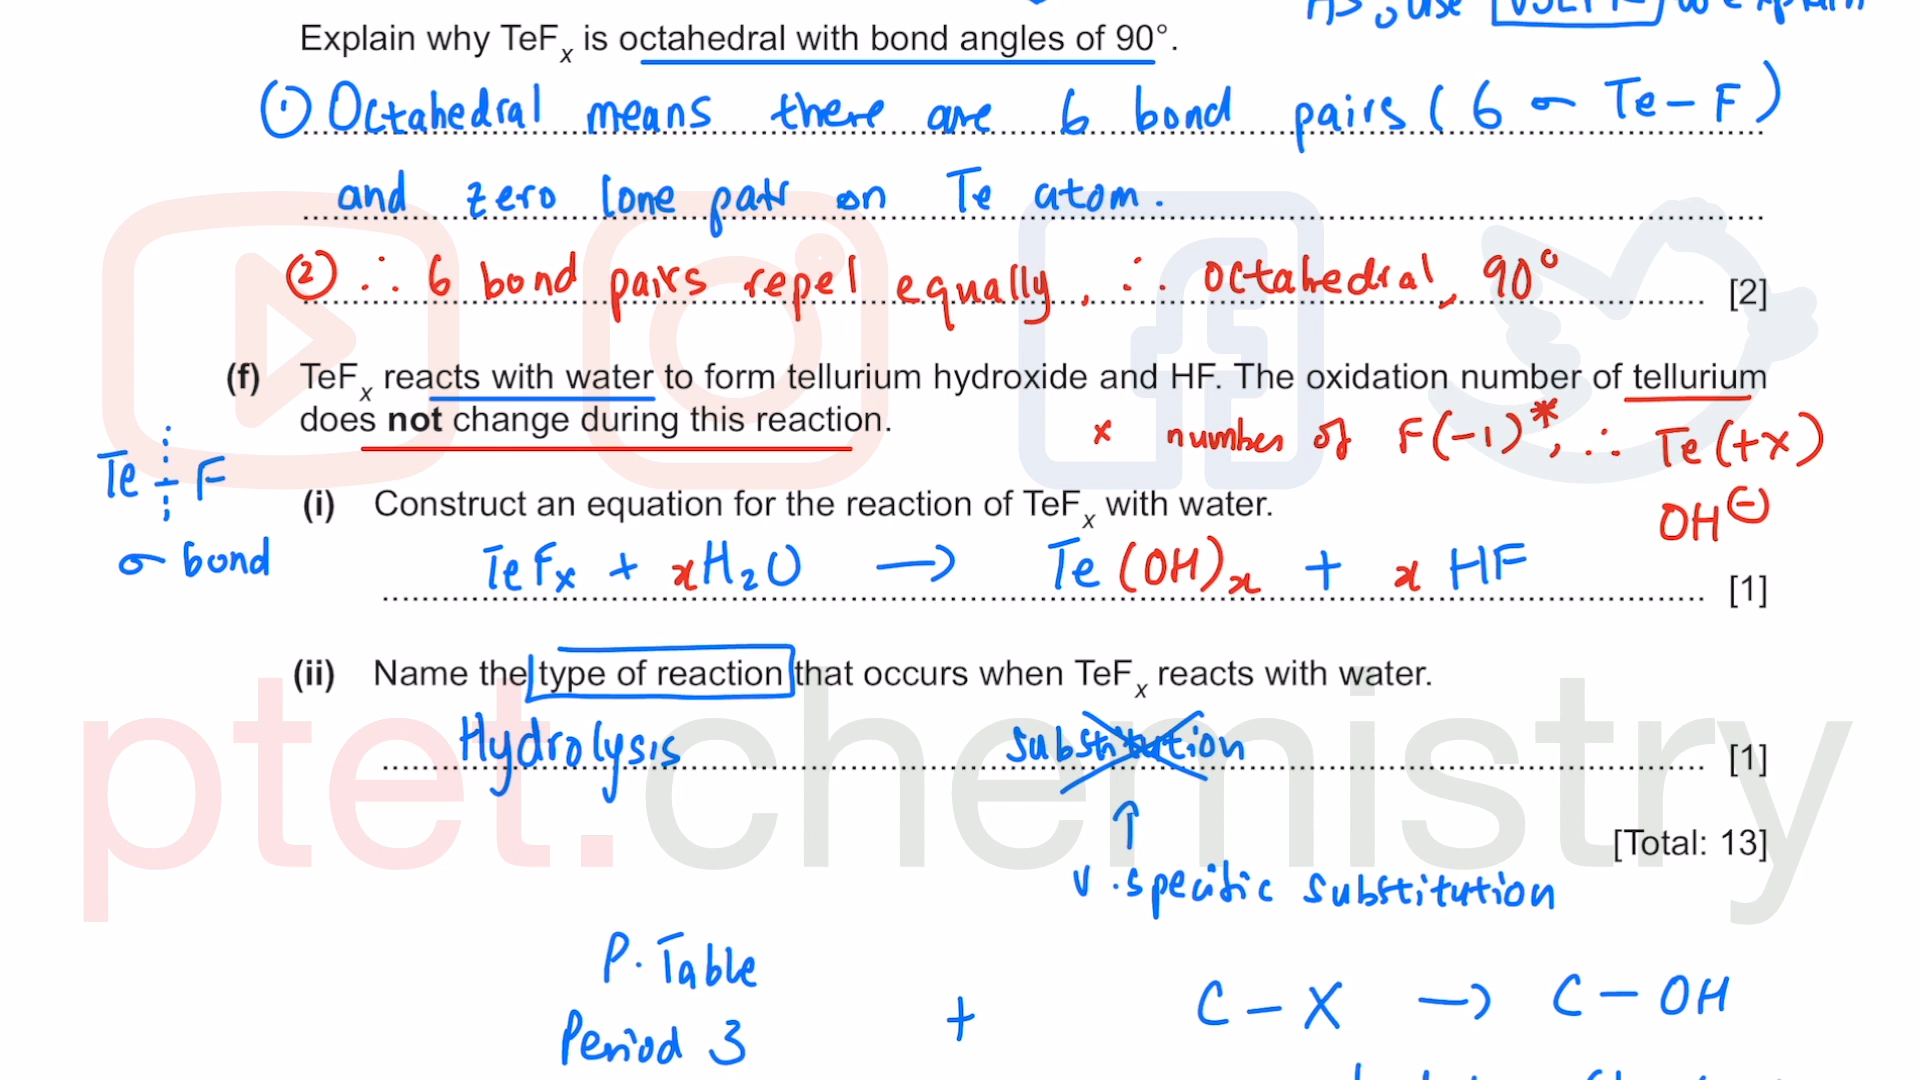 Explain why TeFx is octahedral with bond angles of 90°.
① Octahedral means there are 6 bond pairs (6 σ Te-F)
and zero lone pair on Te atom.
② ∴ 6 bond pairs repel equally, ∴ octahedral, 90° [2]
(f) TeFx reacts with water to form tellurium hydroxide and HF. The oxidation number of tellurium
does not change during this reaction.
x number of F(-1)*, ∴ Te(+x)
OH⊖
Te - F
σ bond
(i) Construct an equation for the reaction of TeFx with water.
TeFx + xH2O → Te(OH)x + x HF [1]
(ii) Name the type of reaction that occurs when TeFx reacts with water.
Hydrolysis substitution [1]
↑
v. specific substitution
[Total: 13]
ptet.chemistry
P. Table
Period 3
+
C-X → C-OH